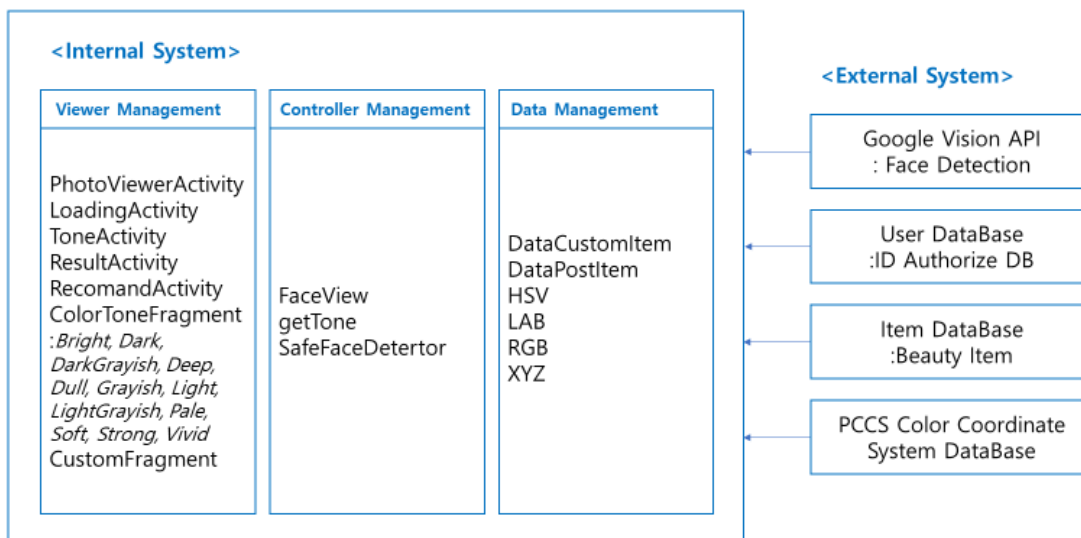 <Internal System>
Viewer Management
PhotoViewerActivity
LoadingActivity
ToneActivity
ResultActivity
RecomandActivity
ColorToneFragment
:Bright, Dark,
DarkGrayish, Deep,
Dull, Grayish, Light,
LightGrayish, Pale,
Soft, Strong, Vivid
CustomFragment
Controller Management
FaceView
getTone
SafeFaceDetertor
Data Management
DataCustomItem
DataPostItem
HSV
LAB
RGB
XYZ
<External System>
Google Vision API
: Face Detection
User DataBase
:ID Authorize DB
Item DataBase
:Beauty Item
PCCS Color Coordinate
System DataBase